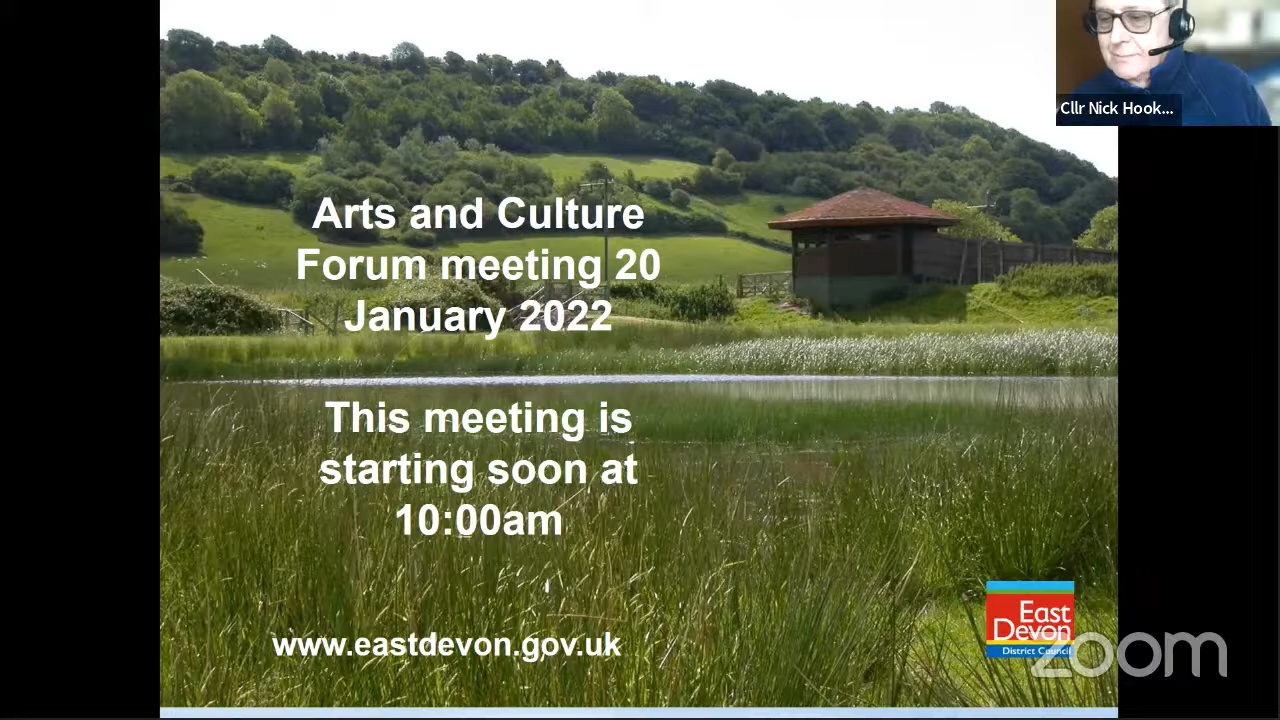 Cllr Nick Hook...
Arts and Culture
Forum meeting 20
January 2022
This meeting is
starting soon at
10:00am
www.eastdevon.gov.uk
East
Devon
District Council
zoom